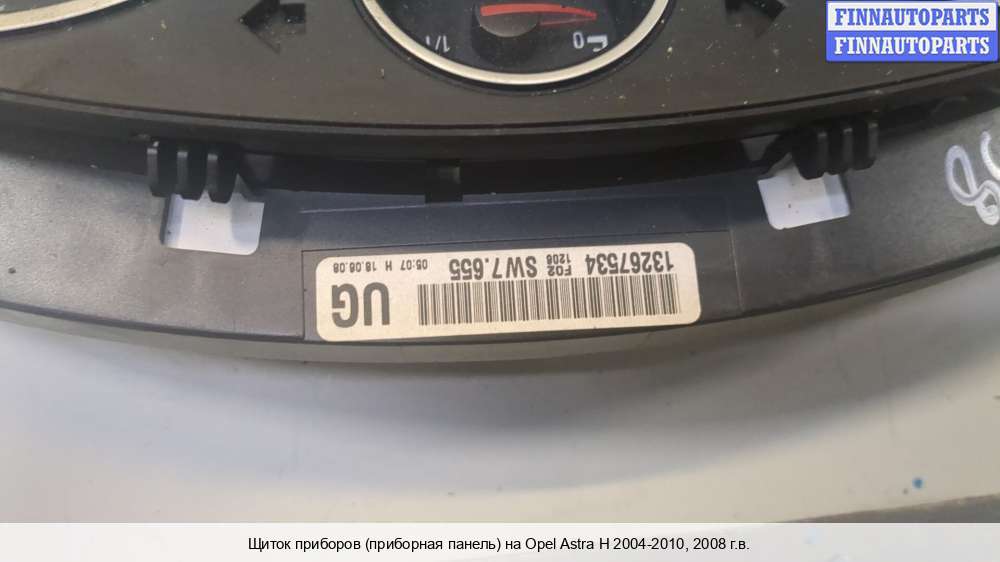 FINNAUTOPARTS
FINNAUTOPARTS
1/1
0
13267534 F02 1206 SW7.655 05:07 H 18.08.08
UG
Щиток приборов (приборная панель) на Opel Astra H 2004-2010, 2008 г.в.